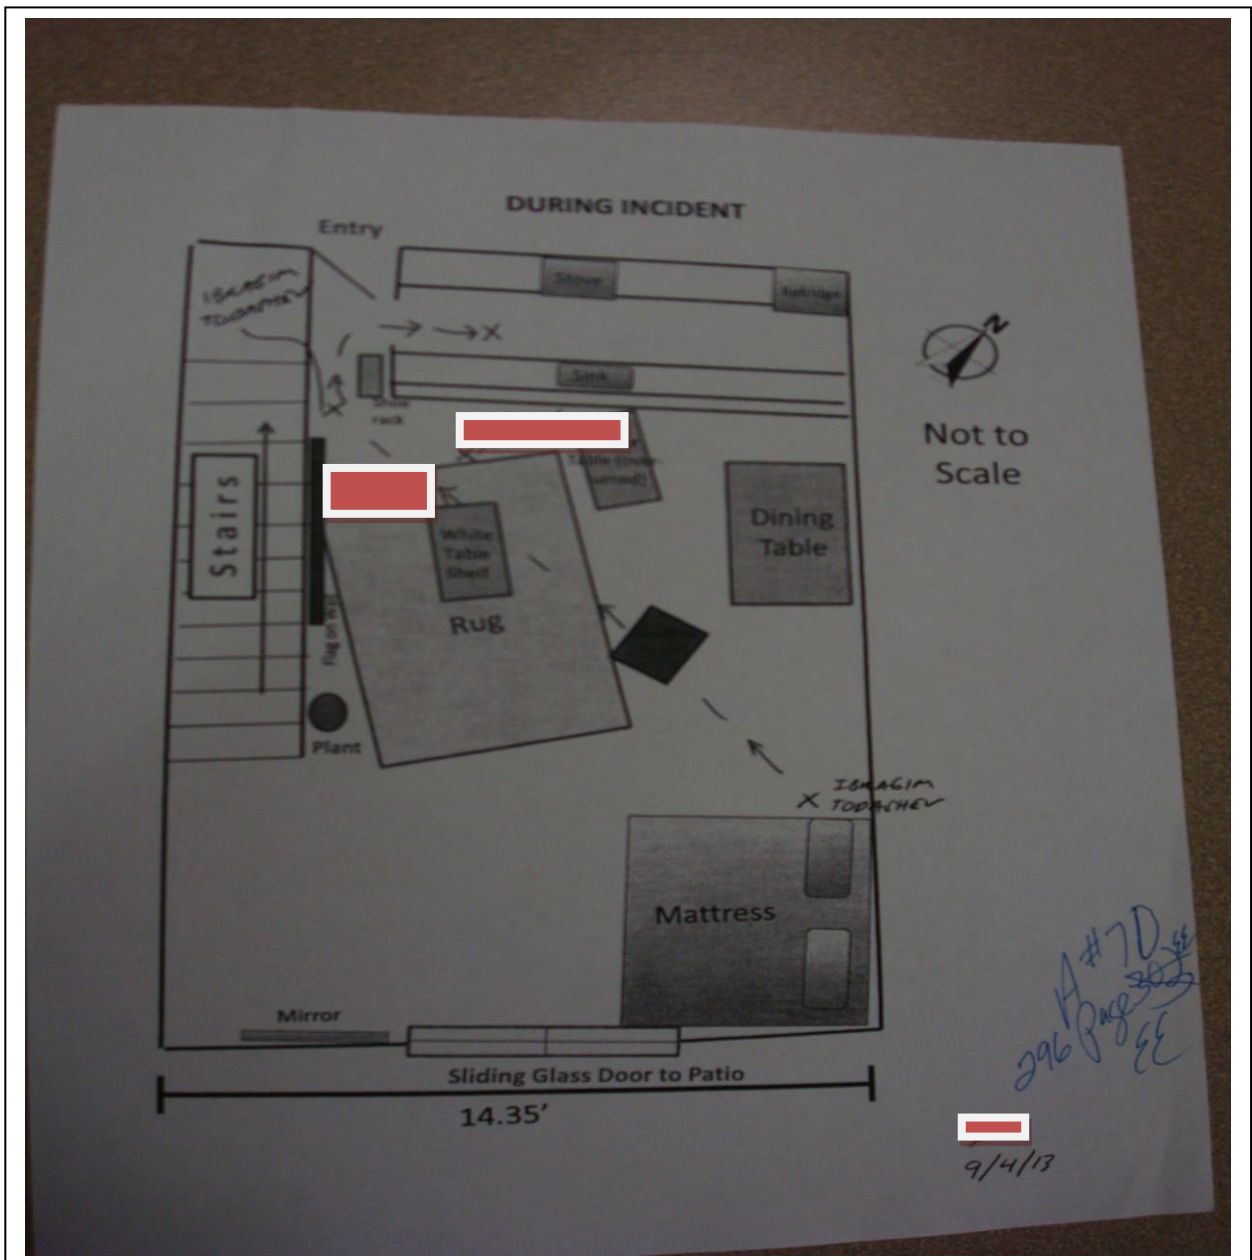 DURING INCIDENT
Entry
Stove
Refridge
IBRAGIM
TODASHEV
N
X
Sink
X
Shoe
rack
Not to
Scale
Table (over-
turned)
Stairs
Dining
Table
White
Table
Shelf
Rug
Flag on Wall
Plant
IBRAGIM
X TODASHEV
Mattress
A #7D
296 Page
EE
Mirror
Sliding Glass Door to Patio
14.35'
9/4/13